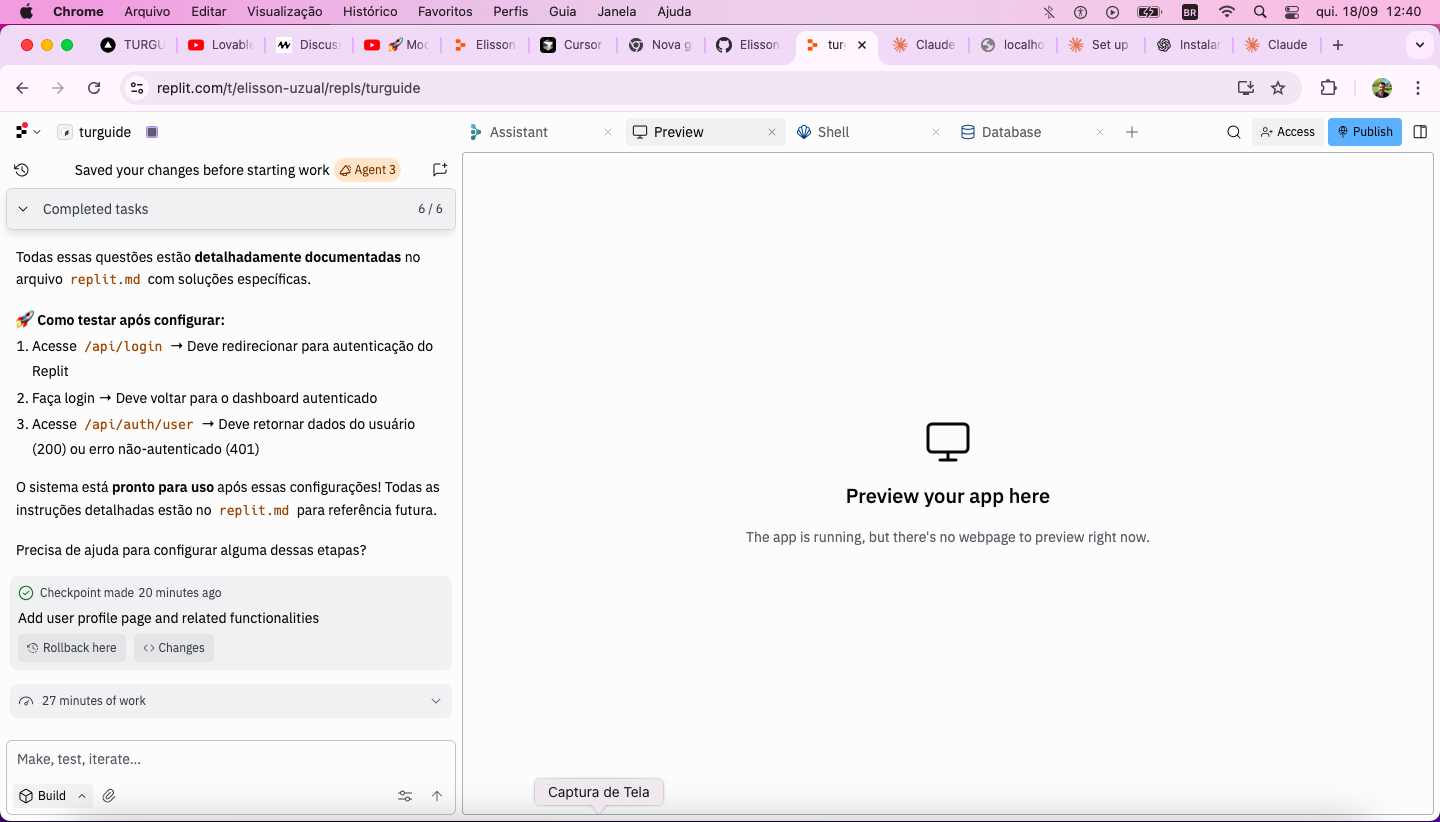 Chrome Arquivo Editar Visualização Histórico Favoritos Perfis Guia Janela Ajuda BR qui. 18/09 12:40
TURGU Lovable Discus 🚀 Moc Elisson Cursor Nova g Elisson tur Claude localho Set up Instalar Claude
replit.com/t/elisson-uzual/repls/turguide
turguide Assistant Preview Shell Database Access Publish
Saved your changes before starting work Agent 3
Completed tasks 6 / 6
Todas essas questões estão detalhadamente documentadas no
arquivo replit.md com soluções específicas.
🚀 Como testar após configurar:
1. Acesse /api/login → Deve redirecionar para autenticação do
Replit
2. Faça login → Deve voltar para o dashboard autenticado
3. Acesse /api/auth/user → Deve retornar dados do usuário
(200) ou erro não-autenticado (401)
O sistema está pronto para uso após essas configurações! Todas as
instruções detalhadas estão no replit.md para referência futura.
Precisa de ajuda para configurar alguma dessas etapas?
Checkpoint made 20 minutes ago
Add user profile page and related functionalities
Rollback here Changes
27 minutes of work
Make, test, iterate...
Build
Preview your app here
The app is running, but there's no webpage to preview right now.
Captura de Tela